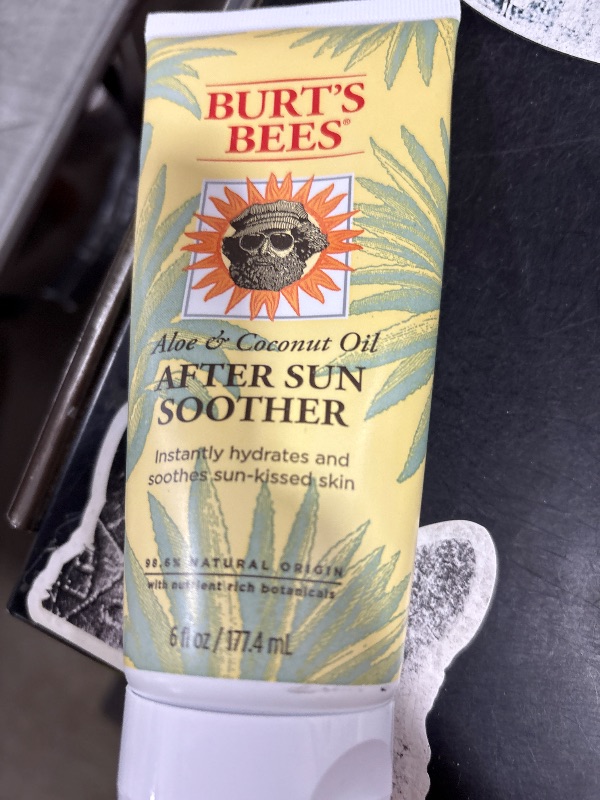 BURT'S
BEES®
Aloe & Coconut Oil
AFTER SUN
SOOTHER
Instantly hydrates and
soothes sun-kissed skin
98.6% NATURAL ORIGIN
with nutrient rich botanicals
6 fl oz / 177.4 mL